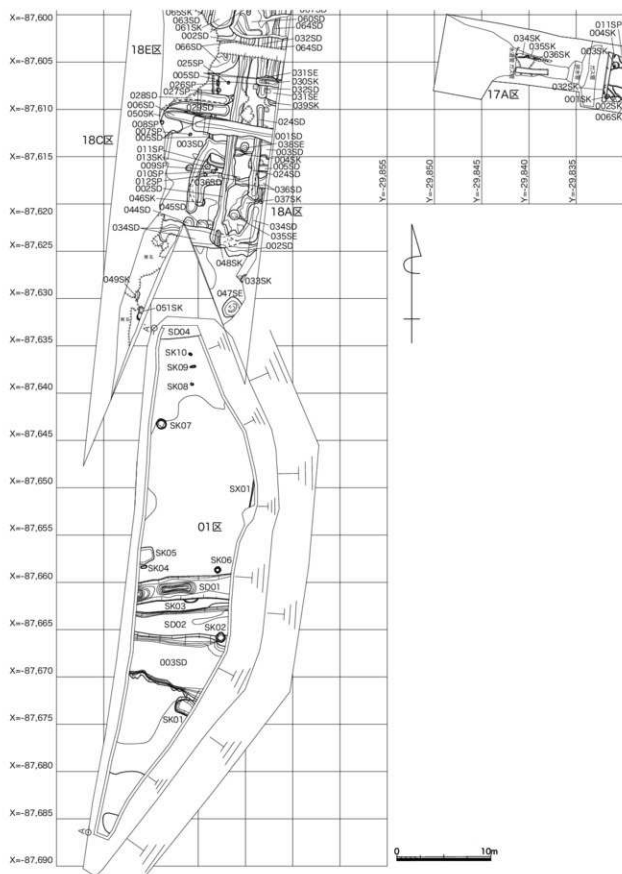 X=-87,600
X=-87,605
X=-87,610
X=-87,615
X=-87,620
X=-87,625
X=-87,630
X=-87,635
X=-87,640
X=-87,645
X=-87,650
X=-87,655
X=-87,660
X=-87,665
X=-87,670
X=-87,675
X=-87,680
X=-87,685
X=-87,690
065SK
063SD
061SK
002SD
18E区
066SD
025SP
005SD
026SP
027SP
028SD
006SD
050SK
008SP
007SP
005SD
18C区
011SP
013SK
009SP
010SP
012SP
002SD
046SK
044SD
045SD
034SD
029SD
003SD
036SD
060SD
064SD
032SD
064SD
031SE
030SK
032SD
031SE
039SK
024SD
001SD
038SE
003SD
004SK
005SD
024SD
036SD
037SK
18A区
034SD
035SE
002SD
048SK
033SK
047SE
049SK
051SK
A
SD04
SK10
SK09
SK08
SK07
SX01
01区
SK05
SK04
SK06
SD01
SK03
SD02
SK02
003SD
SK01
A
034SK
035SK
036SK
17A区
032SK
001SK
011SP
004SK
003SK
002SK
006SK
Y=-29,855
Y=-29,850
Y=-29,845
Y=-29,840
Y=-29,835
0
10m